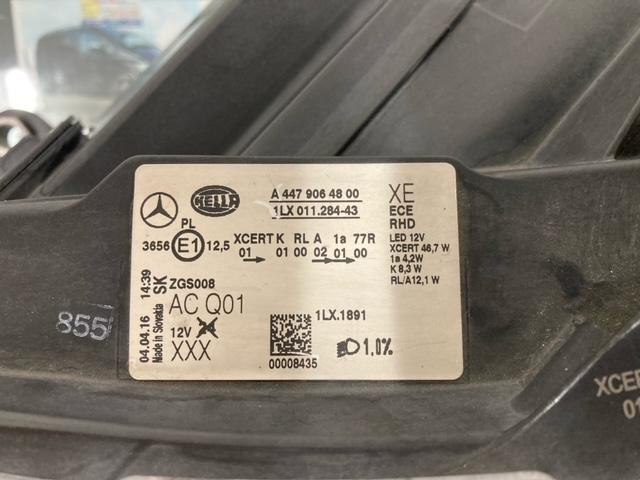 HELLA
A 447 906 4800
1LX 011.284-43
XE
ECE
RHD
LED 12V
XCERT 46,7 W
1a 4,2W
K 8,3 W
RL/A12,1 W
PL
3656 E1 12,5
XCERT K RL A 1a 77R
01 01 00 02 01 00
04.04.16 14:39
Made in Slovakia
SK
ZGS008
AC Q01
12V
XXX
1LX.1891
00008435
1,0%
855
XCE
01